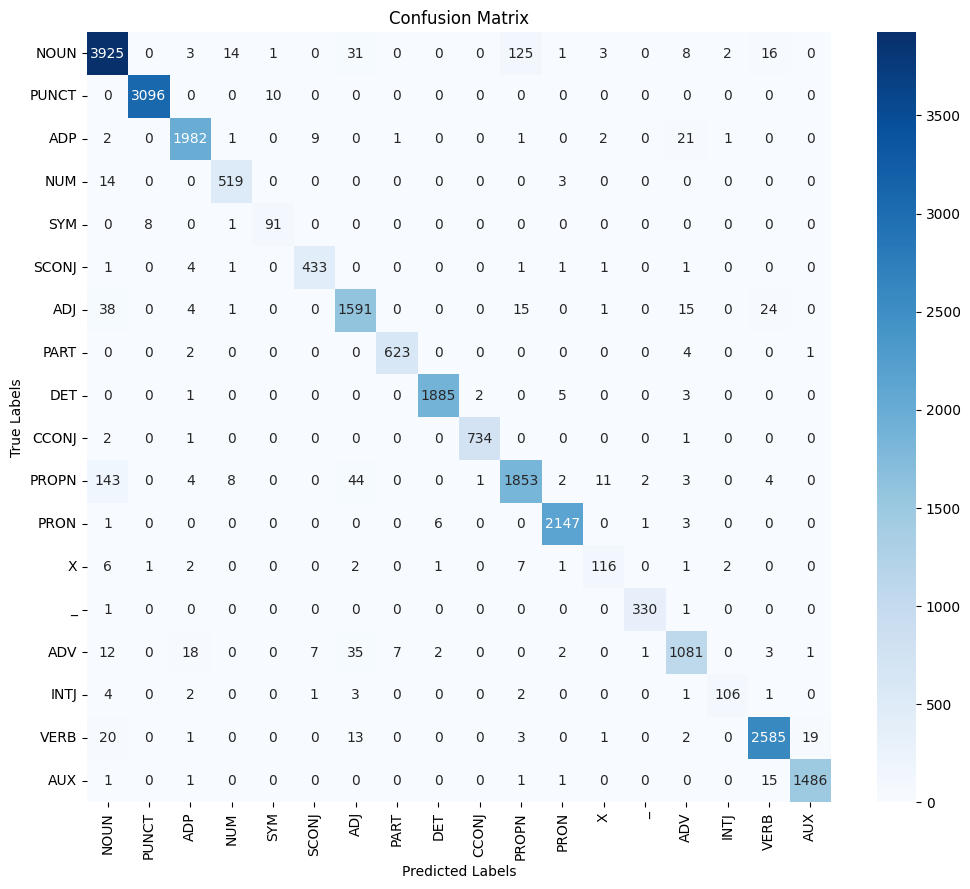 Confusion Matrix
NOUN 3925 0 3 14 1 0 31 0 0 0 125 1 3 0 8 2 16 0
PUNCT 0 3096 0 0 10 0 0 0 0 0 0 0 0 0 0 0 0 0
ADP 2 0 1982 1 0 9 0 1 0 0 1 0 2 0 21 1 0 0
NUM 14 0 0 519 0 0 0 0 0 0 0 3 0 0 0 0 0 0
SYM 0 8 0 1 91 0 0 0 0 0 0 0 0 0 0 0 0 0
SCONJ 1 0 4 1 0 433 0 0 0 0 1 1 1 0 1 0 0 0
ADJ 38 0 4 1 0 0 1591 0 0 0 15 0 1 0 15 0 24 0
PART 0 0 2 0 0 0 0 623 0 0 0 0 0 0 4 0 0 1
DET 0 0 1 0 0 0 0 0 1885 2 0 5 0 0 3 0 0 0
CCONJ 2 0 1 0 0 0 0 0 0 734 0 0 0 0 1 0 0 0
PROPN 143 0 4 8 0 0 44 0 0 1 1853 2 11 2 3 0 4 0
PRON 1 0 0 0 0 0 0 0 6 0 0 2147 0 1 3 0 0 0
X 6 1 2 0 0 0 2 0 1 0 7 1 116 0 1 2 0 0
_ 1 0 0 0 0 0 0 0 0 0 0 0 0 330 1 0 0 0
ADV 12 0 18 0 0 7 35 7 2 0 0 2 0 1 1081 0 3 1
INTJ 4 0 2 0 0 1 3 0 0 0 2 0 0 0 1 106 1 0
VERB 20 0 1 0 0 0 13 0 0 0 3 0 1 0 2 0 2585 19
AUX 1 0 1 0 0 0 0 0 0 0 1 1 0 0 0 0 15 1486
NOUN PUNCT ADP NUM SYM SCONJ ADJ PART DET CCONJ PROPN PRON X _ ADV INTJ VERB AUX
Predicted Labels
True Labels
3500
3000
2500
2000
1500
1000
500
0